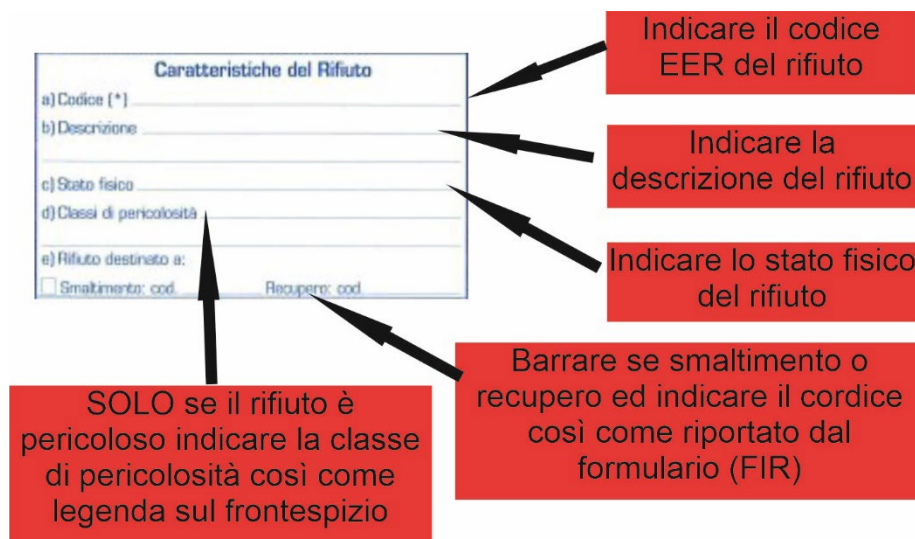 Indicare il codice
EER del rifiuto
Caratteristiche del Rifiuto
a) Codice (*)
b) Descrizione
Indicare la
descrizione del rifiuto
c) Stato fisico
d) Classi di pericolosità
e) Rifiuto destinato a:
Smaltimento: cod. Recupero: cod
Indicare lo stato fisico
del rifiuto
Barrare se smaltimento o
recupero ed indicare il cordice
così come riportato dal
formulario (FIR)
SOLO se il rifiuto è
pericoloso indicare la classe
di pericolosità così come
legenda sul frontespizio